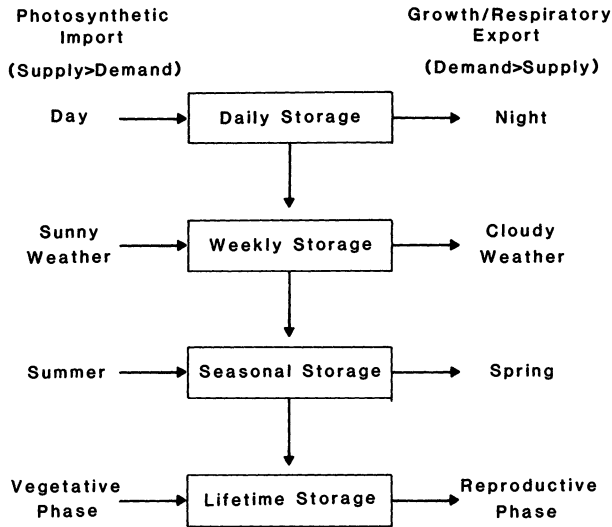 Photosynthetic
Import
(Supply>Demand)
Growth/Respiratory
Export
(Demand>Supply)
Day
Daily Storage
Night
Sunny
Weather
Weekly Storage
Cloudy
Weather
Summer
Seasonal Storage
Spring
Vegetative
Phase
Lifetime Storage
Reproductive
Phase